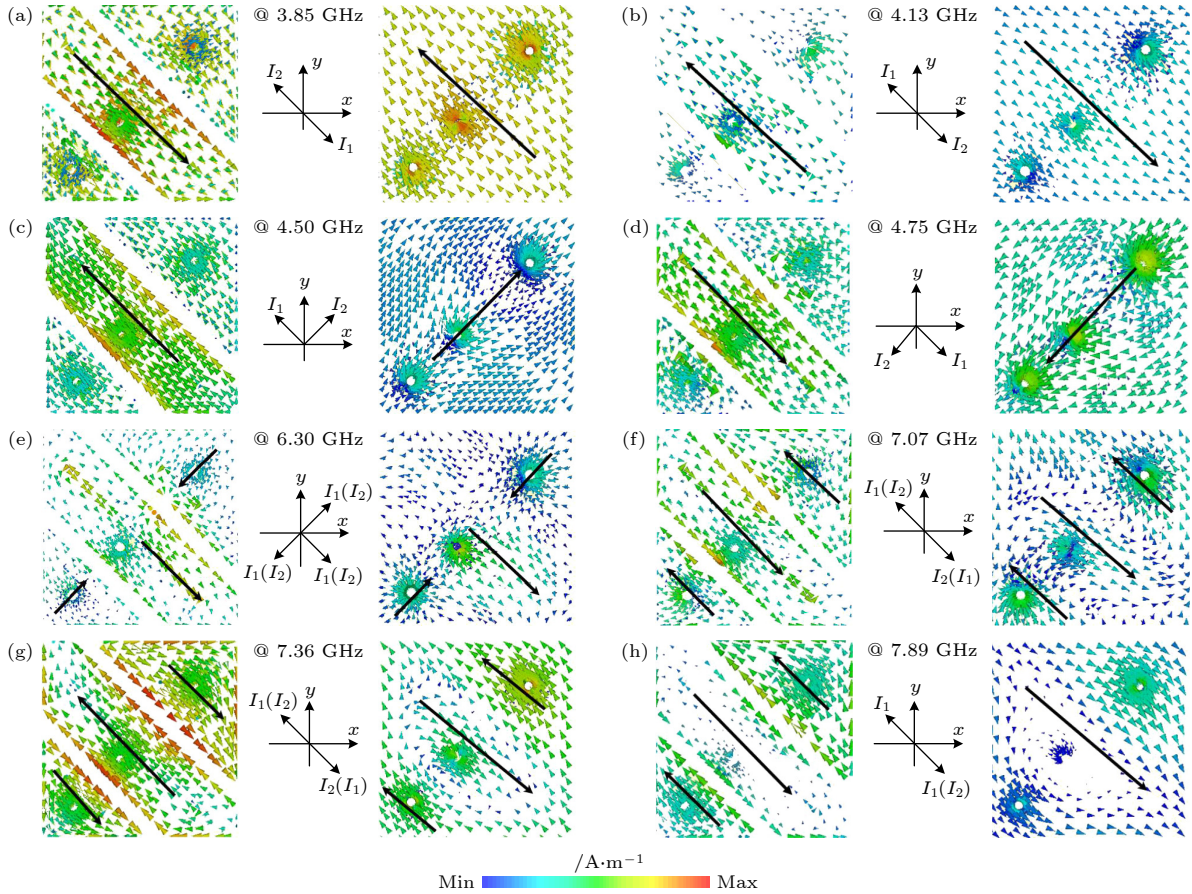 (a) @ 3.85 GHz (b) @ 4.13 GHz
I₂ y x I₁ I₁ y x I₂
(c) @ 4.50 GHz (d) @ 4.75 GHz
I₁ y I₂ x y x I₂ I₁
(e) @ 6.30 GHz (f) @ 7.07 GHz
y I₁(I₂) x I₁(I₂) I₁(I₂) I₁(I₂) y x I₂(I₁)
(g) @ 7.36 GHz (h) @ 7.89 GHz
I₁(I₂) y x I₂(I₁) I₁ y x I₁(I₂)
/A·m⁻¹
Min Max